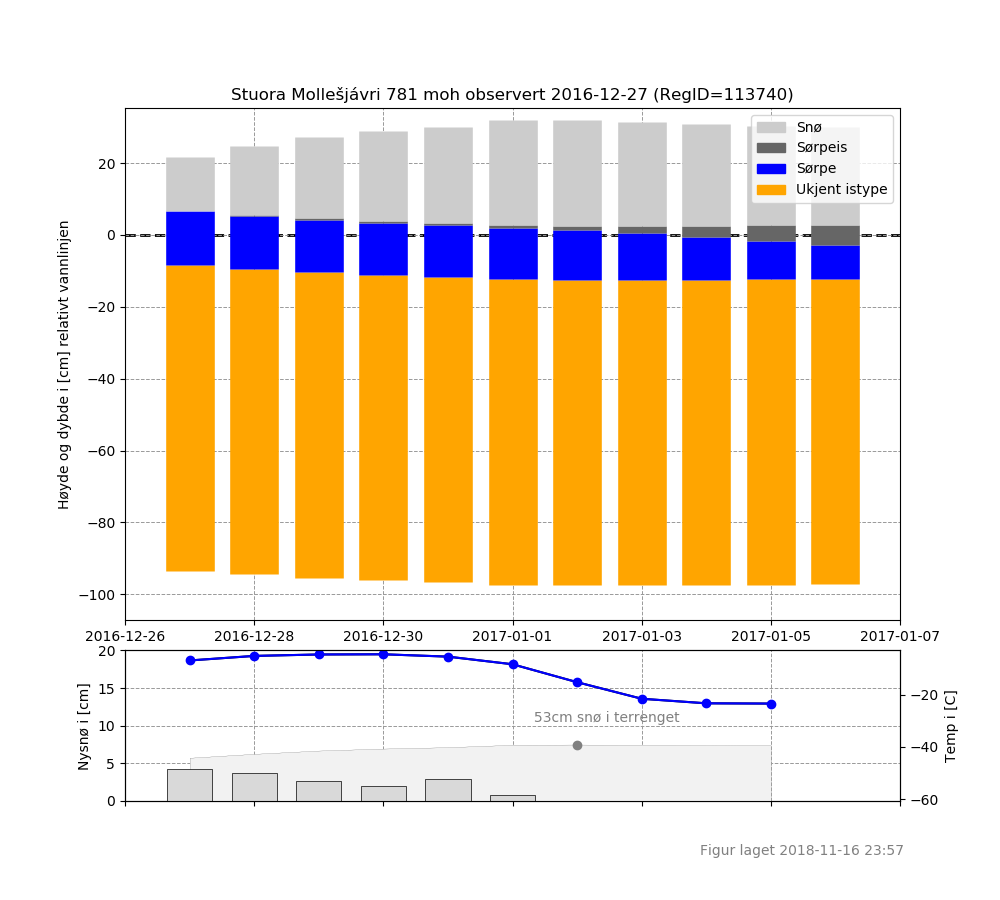 Stuora Mollešjávri 781 moh observert 2016-12-27 (RegID=113740)
Høyde og dybde i [cm] relativt vannlinjen
20
0
−20
−40
−60
−80
−100
Snø
Sørpeis
Sørpe
Ukjent istype
2016-12-26
2016-12-28
2016-12-30
2017-01-01
2017-01-03
2017-01-05
2017-01-07
Nysnø i [cm]
20
15
10
5
0
53cm snø i terrenget
−20
−40
−60
Temp i [C]
Figur laget 2018-11-16 23:57